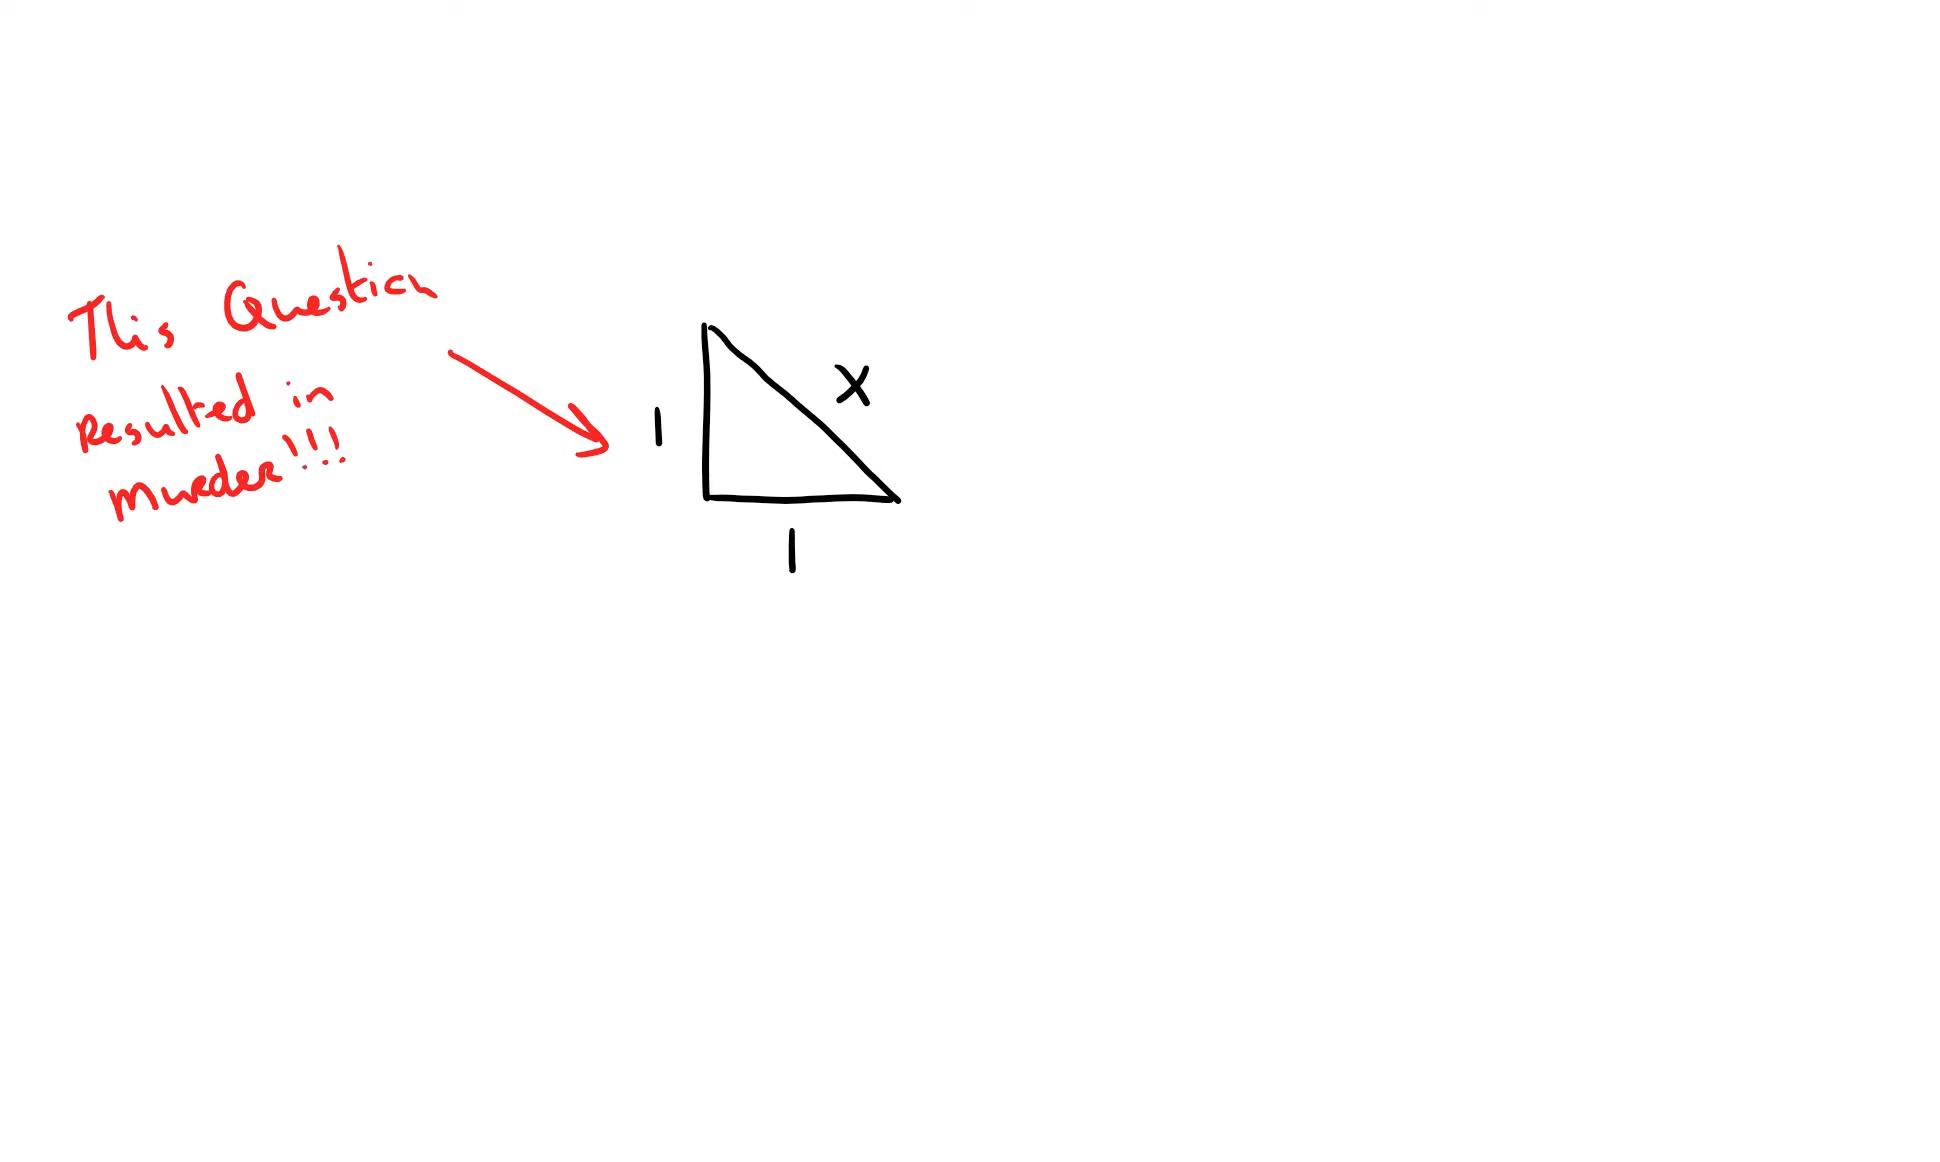 This Question
resulted in
murder!!!
x
1
1